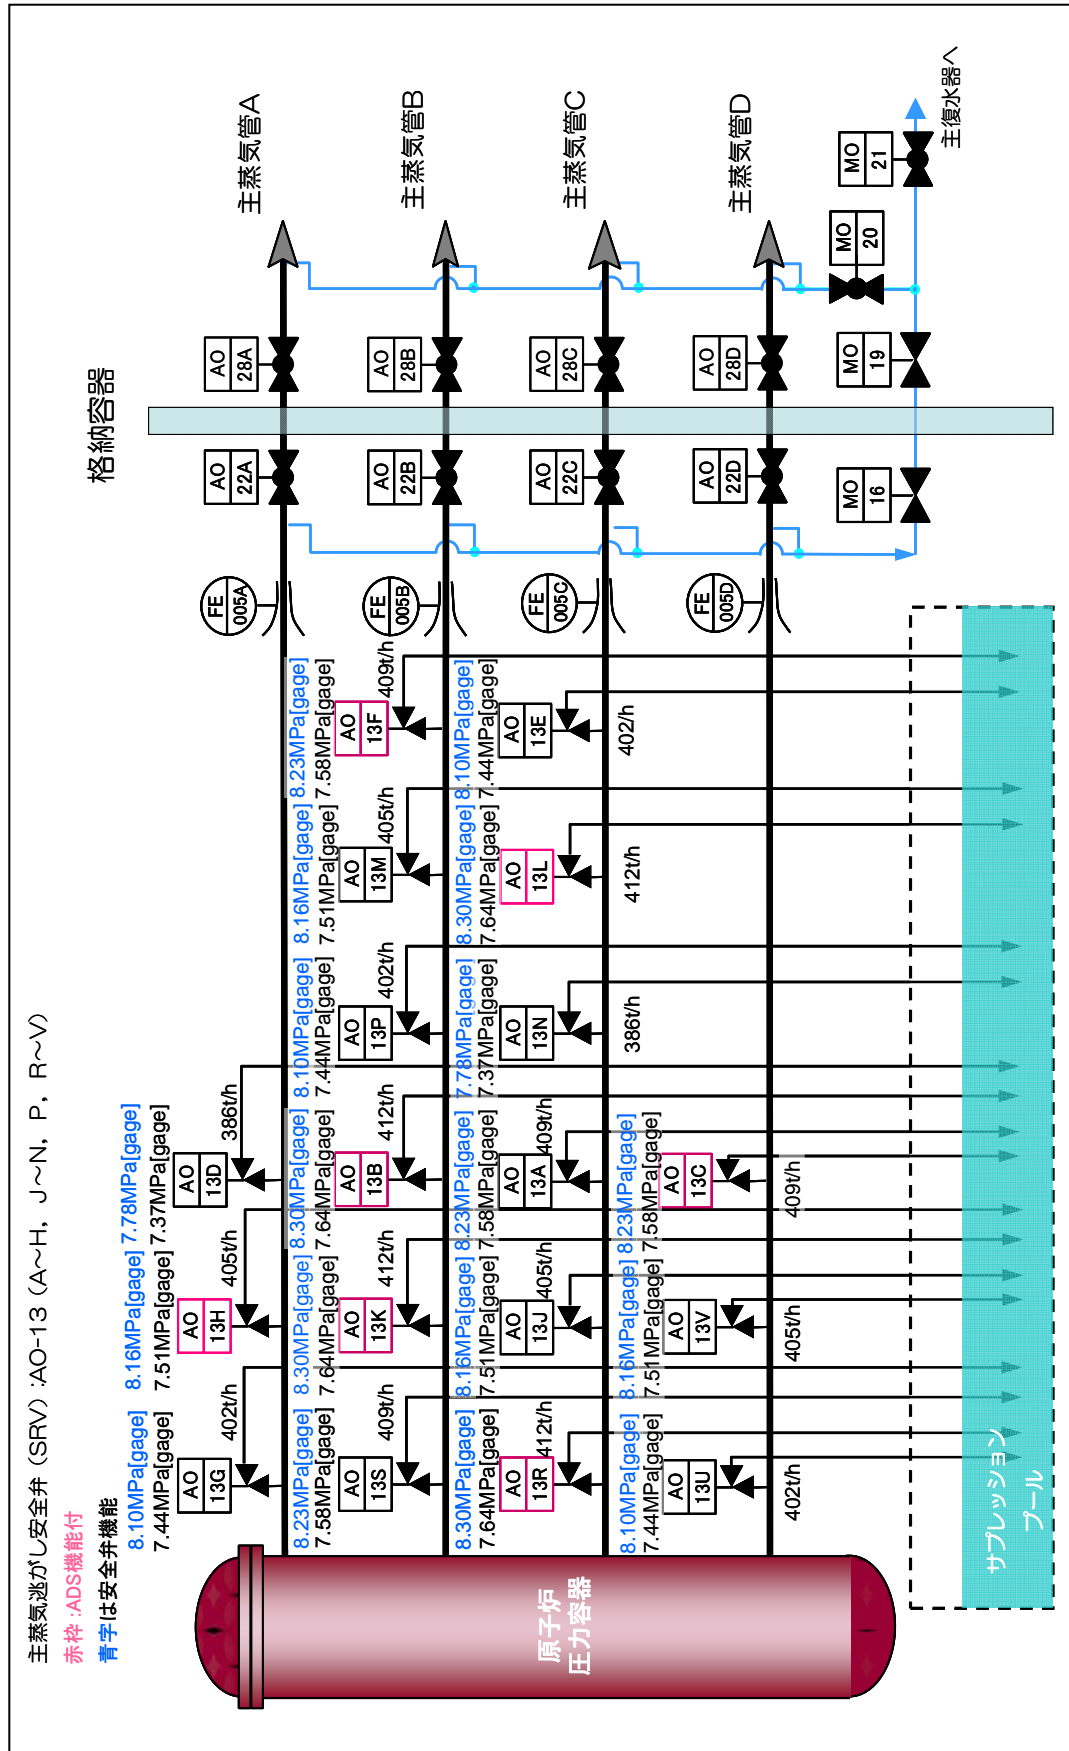 主蒸気逃がし安全弁（SRV）:AO-13（A～H，J～N，P，R～V）
赤枠:ADS機能付
青字は安全弁機能
格納容器
主蒸気管A
主蒸気管B
主蒸気管C
主蒸気管D
主復水器へ
8.10MPa[gage]
7.44MPa[gage]
AO
13G
402t/h
8.16MPa[gage]
7.51MPa[gage]
AO
13H
405t/h
7.78MPa[gage]
7.37MPa[gage]
AO
13D
386t/h
FE
005A
AO
22A
AO
28A
8.23MPa[gage]
7.58MPa[gage]
AO
13S
409t/h
8.30MPa[gage]
7.64MPa[gage]
AO
13K
412t/h
8.30MPa[gage]
7.64MPa[gage]
AO
13B
412t/h
8.10MPa[gage]
7.44MPa[gage]
AO
13P
402t/h
8.16MPa[gage]
7.51MPa[gage]
AO
13M
405t/h
8.23MPa[gage]
7.58MPa[gage]
AO
13F
409t/h
FE
005B
AO
22B
AO
28B
8.30MPa[gage]
7.64MPa[gage]
AO
13R
412t/h
8.16MPa[gage]
7.51MPa[gage]
AO
13J
405t/h
8.23MPa[gage]
7.58MPa[gage]
AO
13A
409t/h
7.78MPa[gage]
7.37MPa[gage]
AO
13N
386t/h
8.30MPa[gage]
7.64MPa[gage]
AO
13L
412t/h
8.10MPa[gage]
7.44MPa[gage]
AO
13E
402/h
FE
005C
AO
22C
AO
28C
8.10MPa[gage]
7.44MPa[gage]
AO
13U
402t/h
8.16MPa[gage]
7.51MPa[gage]
AO
13V
405t/h
8.23MPa[gage]
7.58MPa[gage]
AO
13C
409t/h
FE
005D
AO
22D
AO
28D
MO
16
MO
19
MO
20
MO
21
原子炉
圧力容器
サプレッション
プール